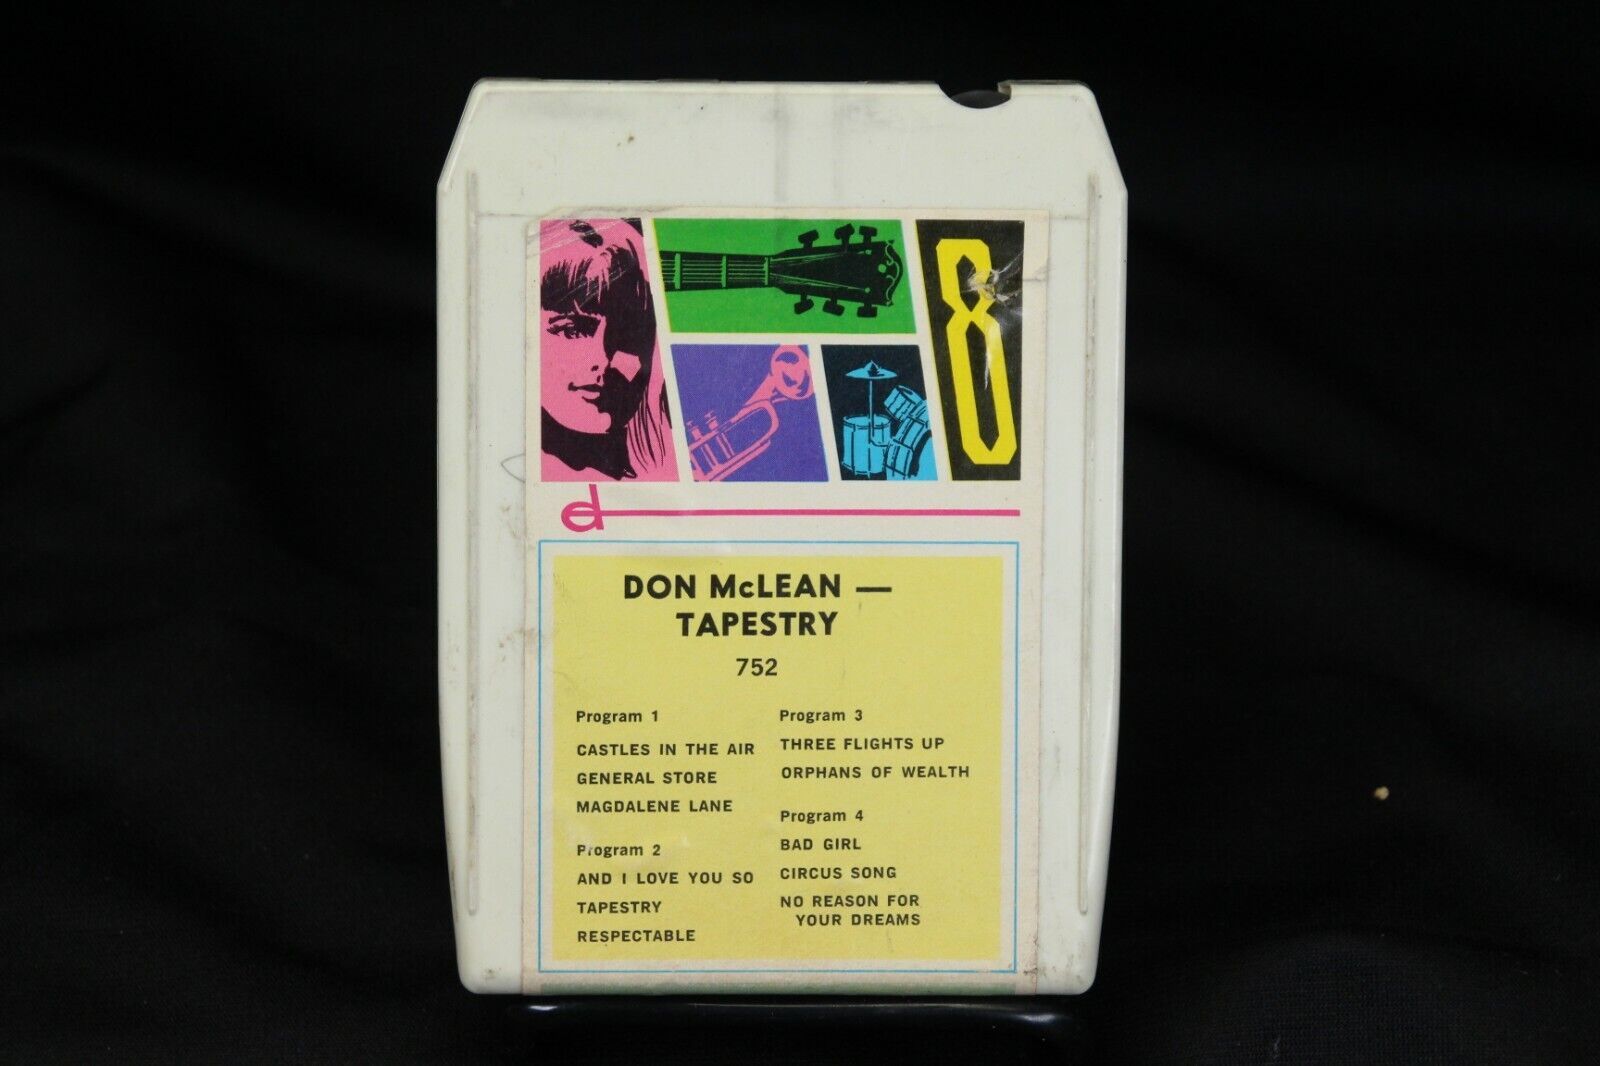 8
d
DON McLEAN —
TAPESTRY
752
Program 1
CASTLES IN THE AIR
GENERAL STORE
MAGDALENE LANE
Program 2
AND I LOVE YOU SO
TAPESTRY
RESPECTABLE
Program 3
THREE FLIGHTS UP
ORPHANS OF WEALTH
Program 4
BAD GIRL
CIRCUS SONG
NO REASON FOR
YOUR DREAMS